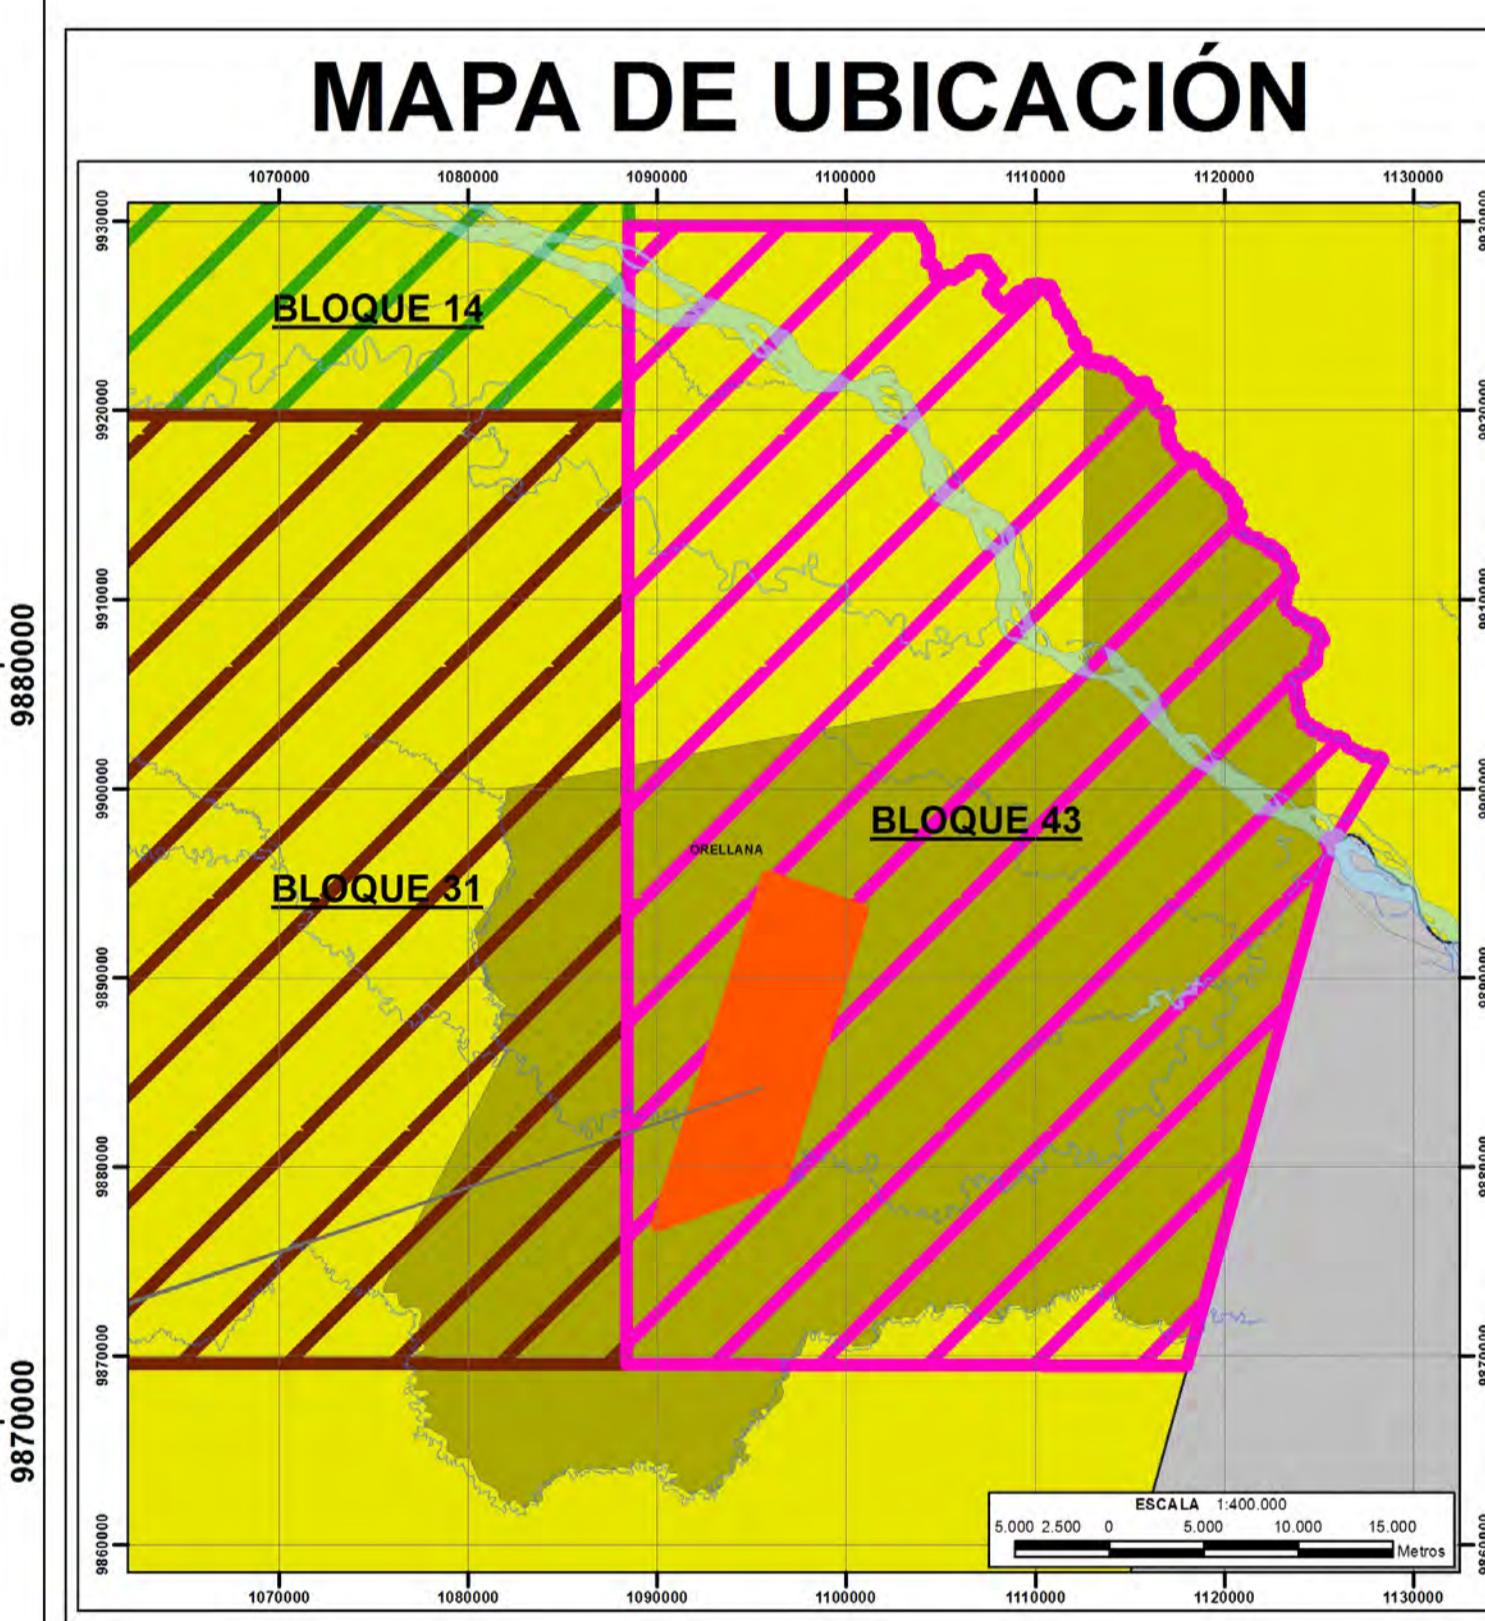 MAPA DE UBICACIÓN
1070000 1080000 1090000 1100000 1110000 1120000 1130000
9930000
BLOQUE 14
9920000
9910000
9880000
9900000
BLOQUE 43
ORELLANA
BLOQUE 31
9890000
9880000
9870000
9870000
ESCALA 1:400.000
5.000 2.500 0 5.000 10.000 15.000
Metros
9860000
1070000 1080000 1090000 1100000 1110000 1120000 1130000